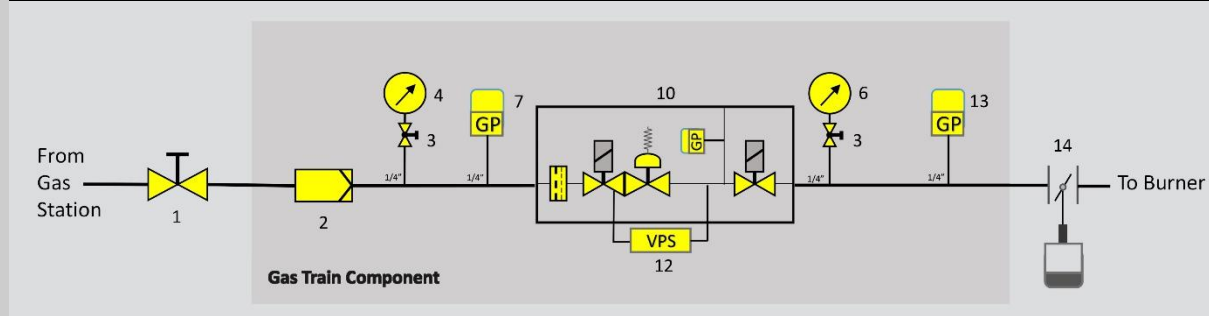 From
Gas
Station
1
2
1/4"
4
3
1/4"
7
GP
10
GP
VPS
12
1/4"
6
3
1/4"
13
GP
14
To Burner
Gas Train Component